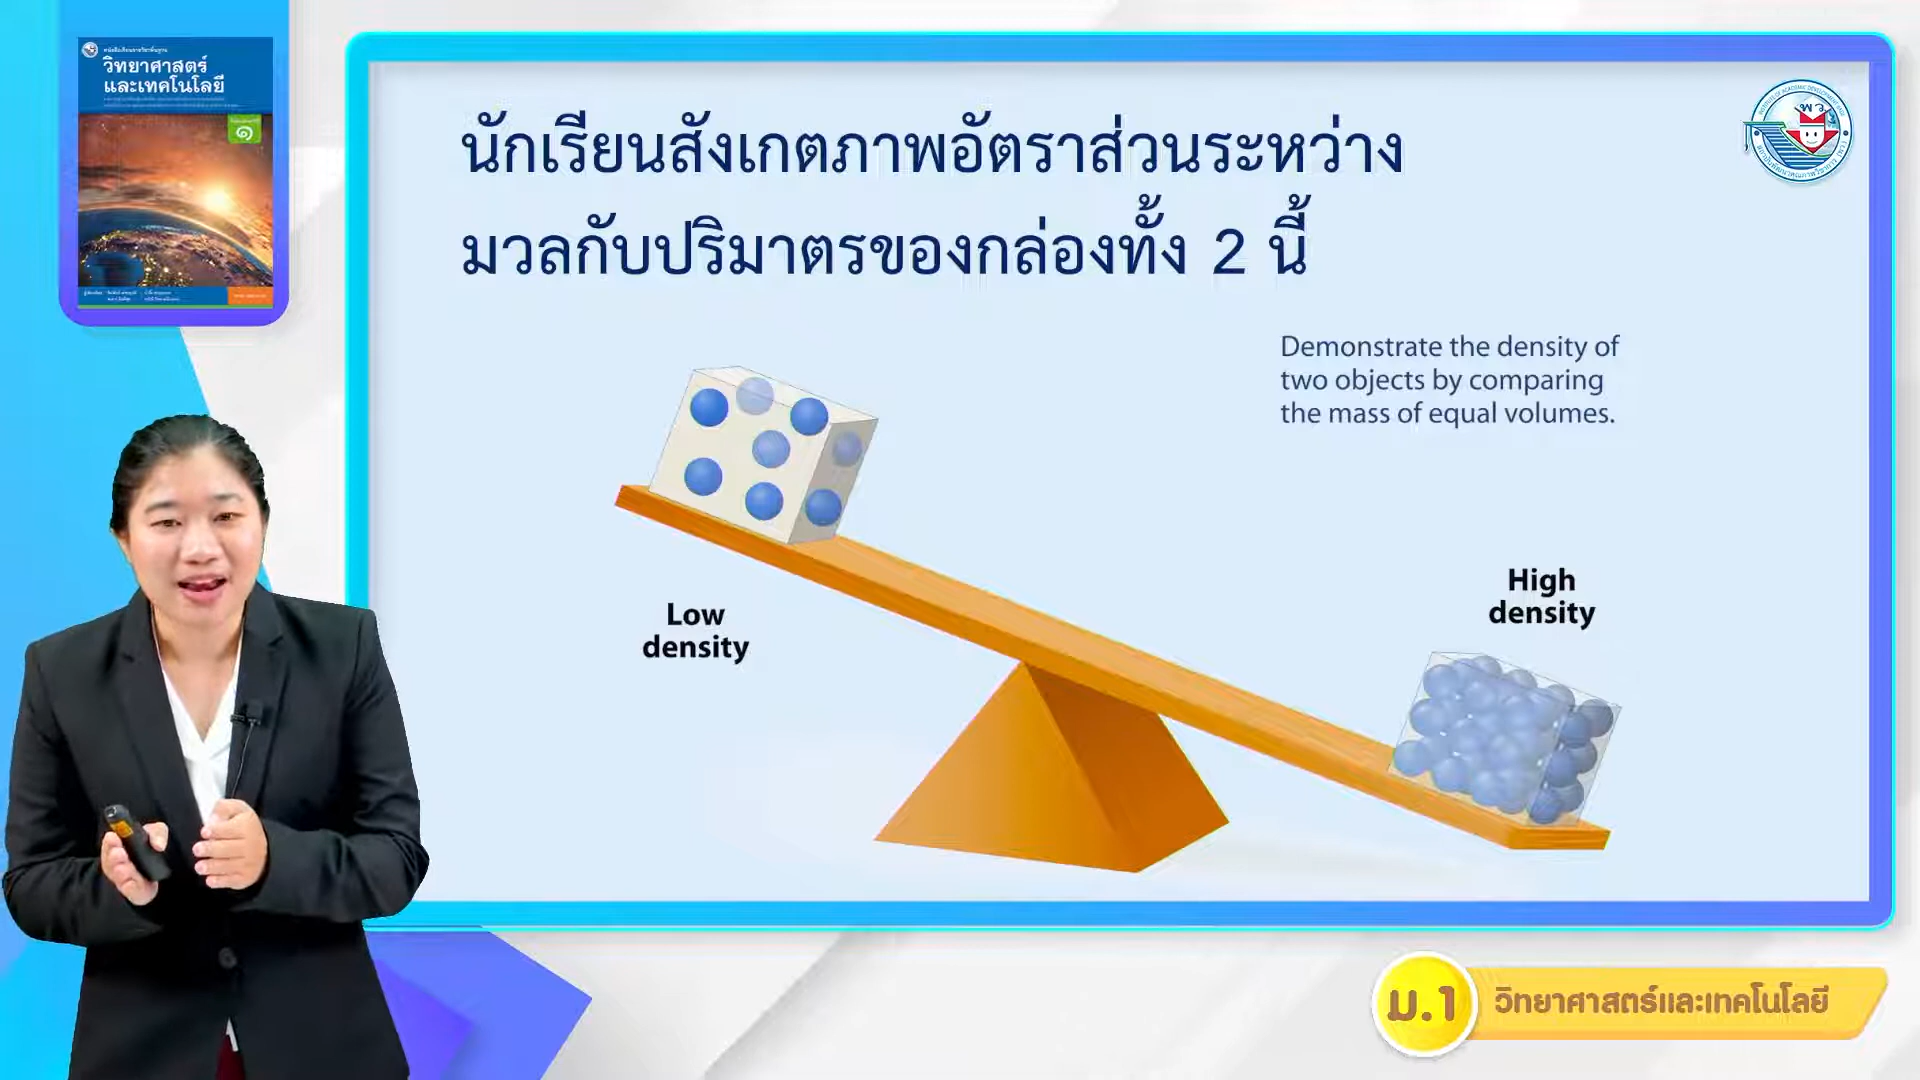 วิทยาศาสตร์
และเทคโนโลยี
๑
นักเรียนสังเกตภาพอัตราส่วนระหว่าง
มวลกับปริมาตรของกล่องทั้ง 2 นี้
Demonstrate the density of
two objects by comparing
the mass of equal volumes.
Low
density
High
density
พว
ม.1 วิทยาศาสตร์และเทคโนโลยี